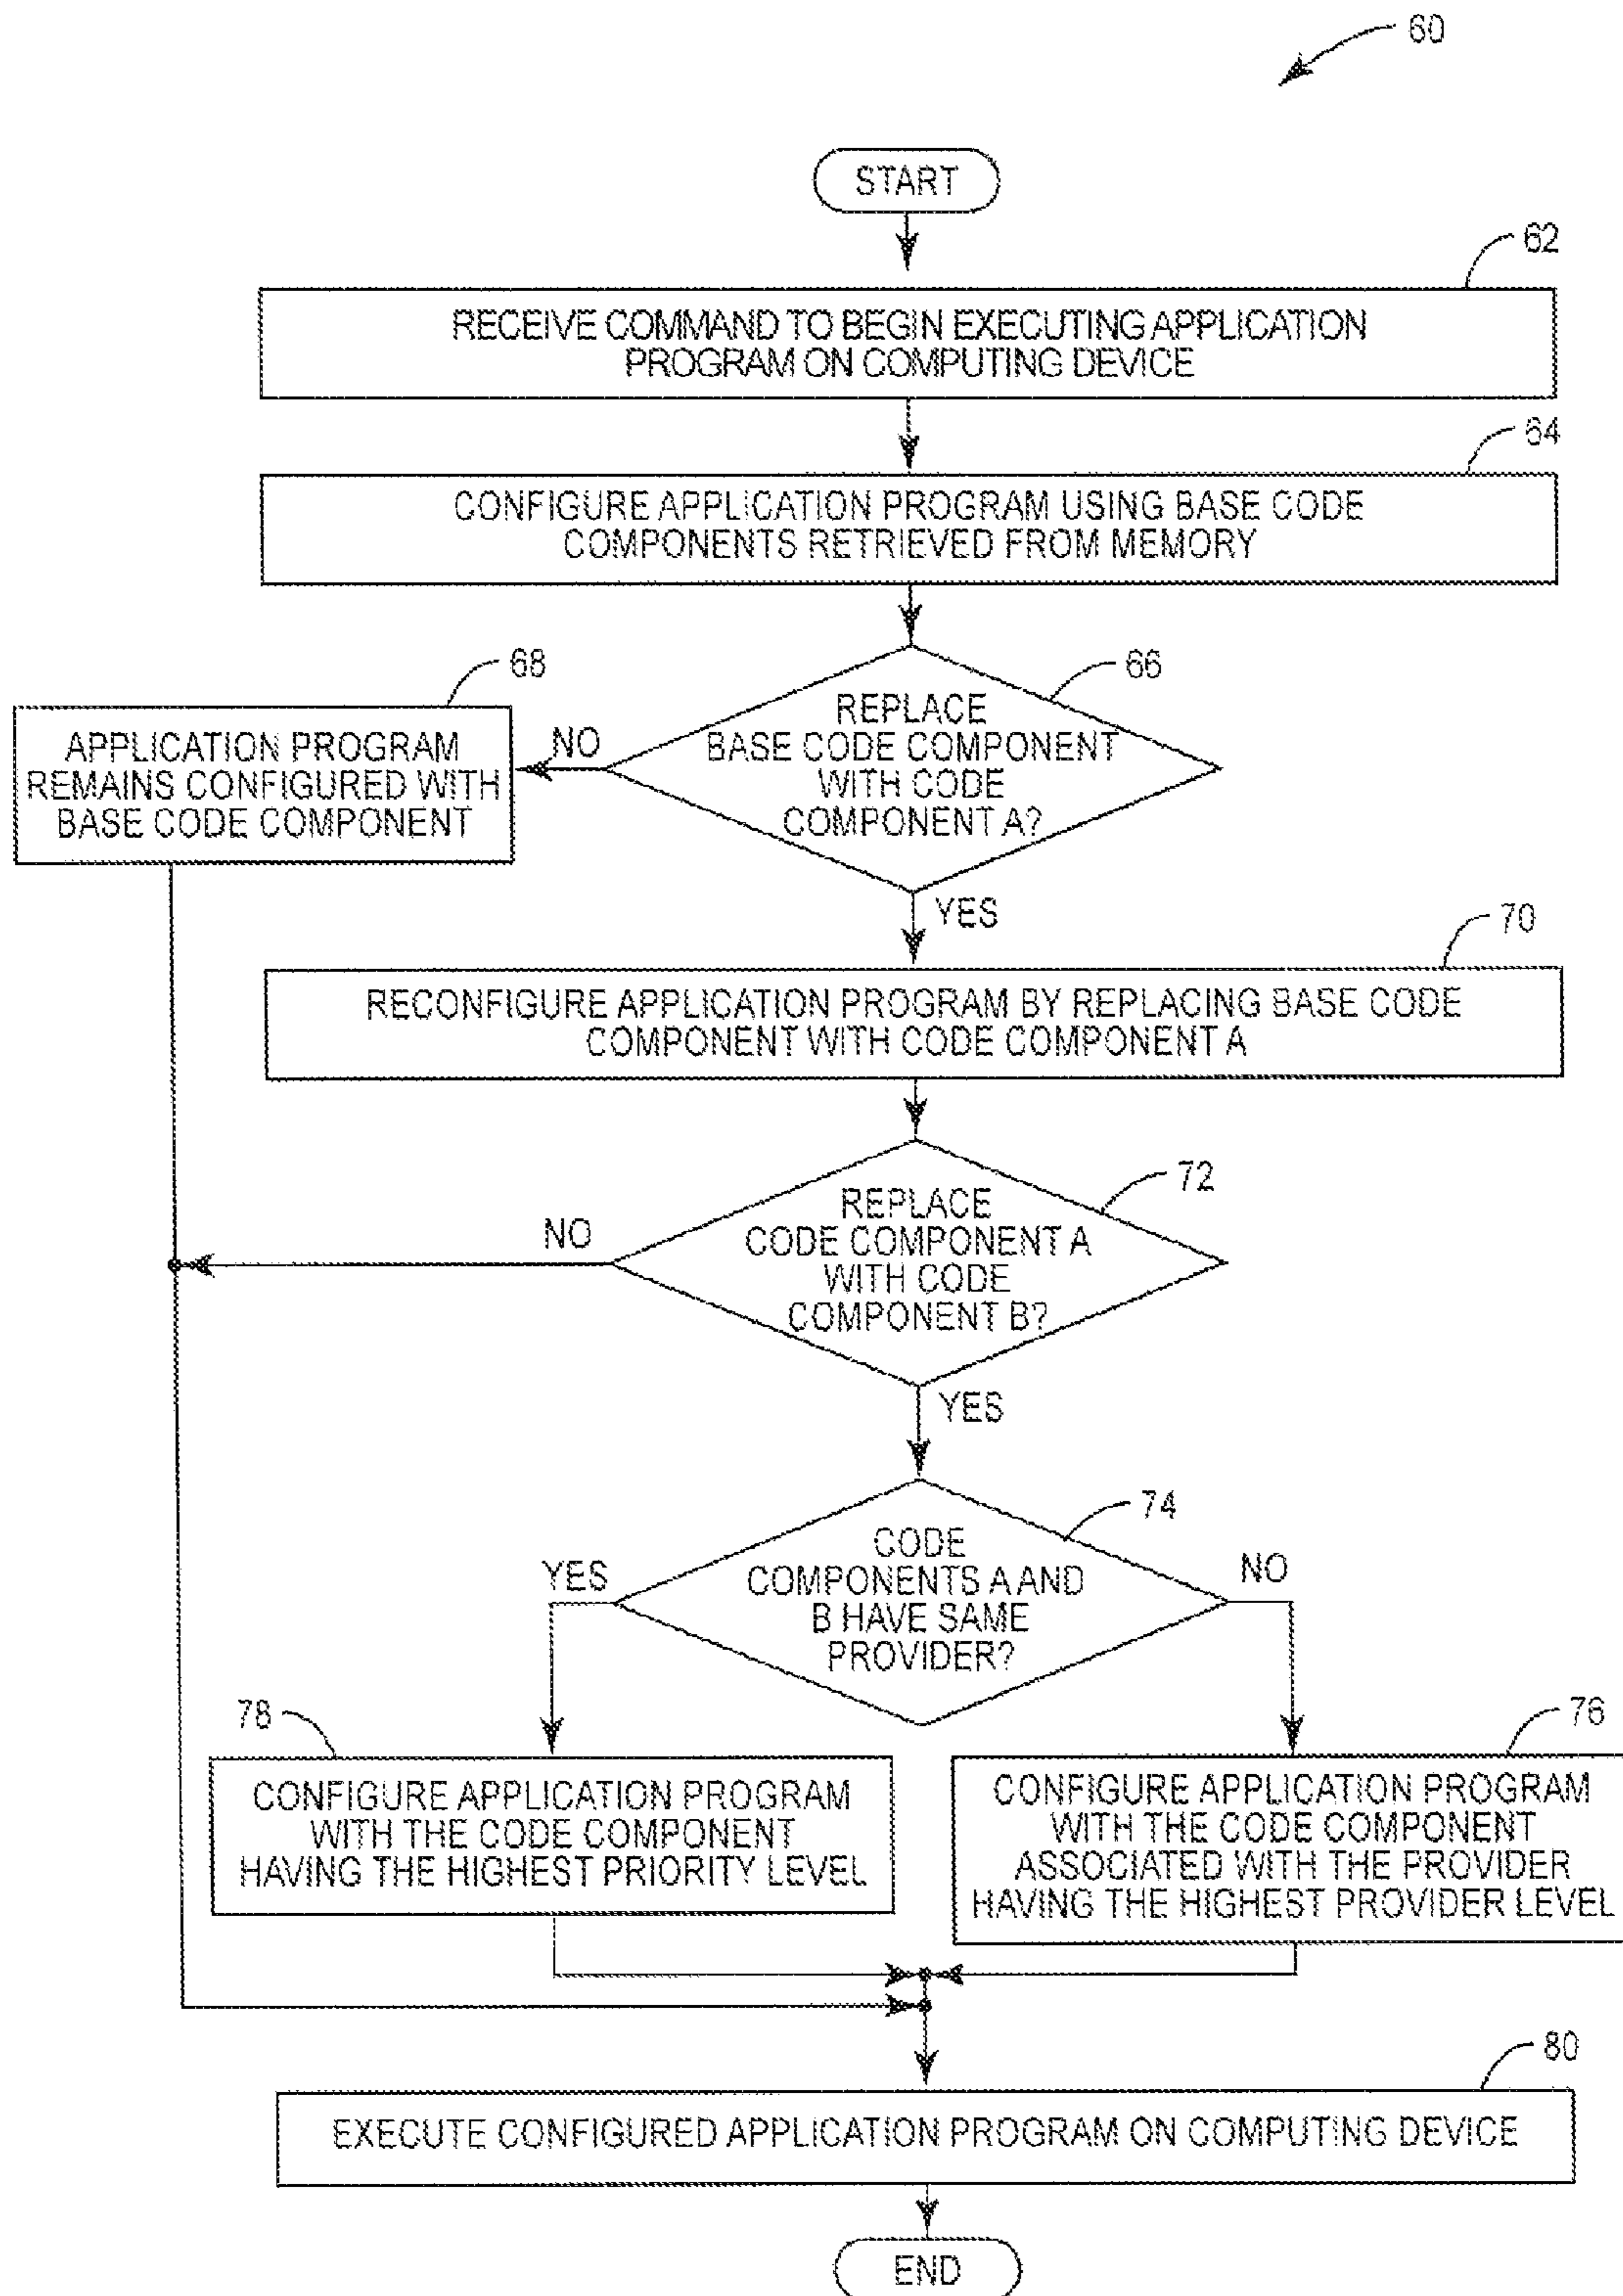 60
START
62
RECEIVE COMMAND TO BEGIN EXECUTING APPLICATION
PROGRAM ON COMPUTING DEVICE
64
CONFIGURE APPLICATION PROGRAM USING BASE CODE
COMPONENTS RETRIEVED FROM MEMORY
68
66
APPLICATION PROGRAM
REMAINS CONFIGURED WITH
BASE CODE COMPONENT
NO
REPLACE
BASE CODE COMPONENT
WITH CODE
COMPONENT A?
YES
70
RECONFIGURE APPLICATION PROGRAM BY REPLACING BASE CODE
COMPONENT WITH CODE COMPONENT A
72
NO
REPLACE
CODE COMPONENT A
WITH CODE
COMPONENT B?
YES
74
YES
CODE
COMPONENTS A AND
B HAVE SAME
PROVIDER?
NO
78
CONFIGURE APPLICATION PROGRAM
WITH THE CODE COMPONENT
HAVING THE HIGHEST PRIORITY LEVEL
76
CONFIGURE APPLICATION PROGRAM
WITH THE CODE COMPONENT
ASSOCIATED WITH THE PROVIDER
HAVING THE HIGHEST PROVIDER LEVEL
80
EXECUTE CONFIGURED APPLICATION PROGRAM ON COMPUTING DEVICE
END